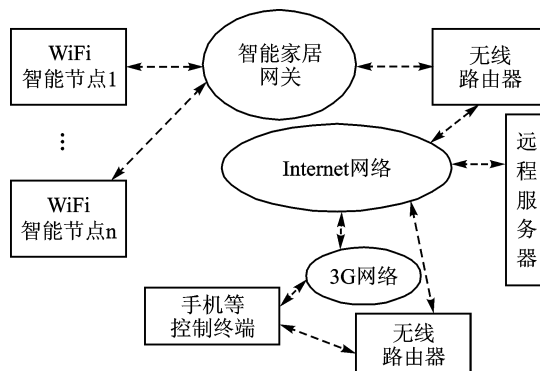 WiFi
智能节点1
智能家居
网关
无线
路由器
⋮
WiFi
智能节点n
Internet网络
远
程
服
务
器
3G网络
手机等
控制终端
无线
路由器